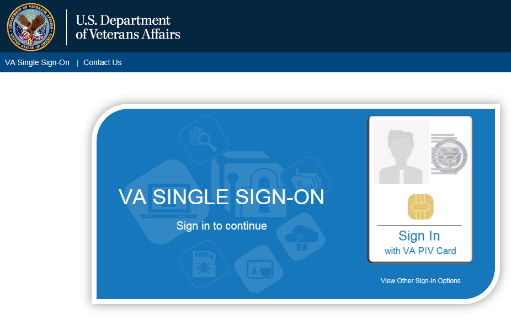 U.S. Department
of Veterans Affairs
VA Single Sign-On | Contact Us
VA SINGLE SIGN-ON
Sign in to continue
Sign In
with VA PIV Card
View Other Sign-In Options